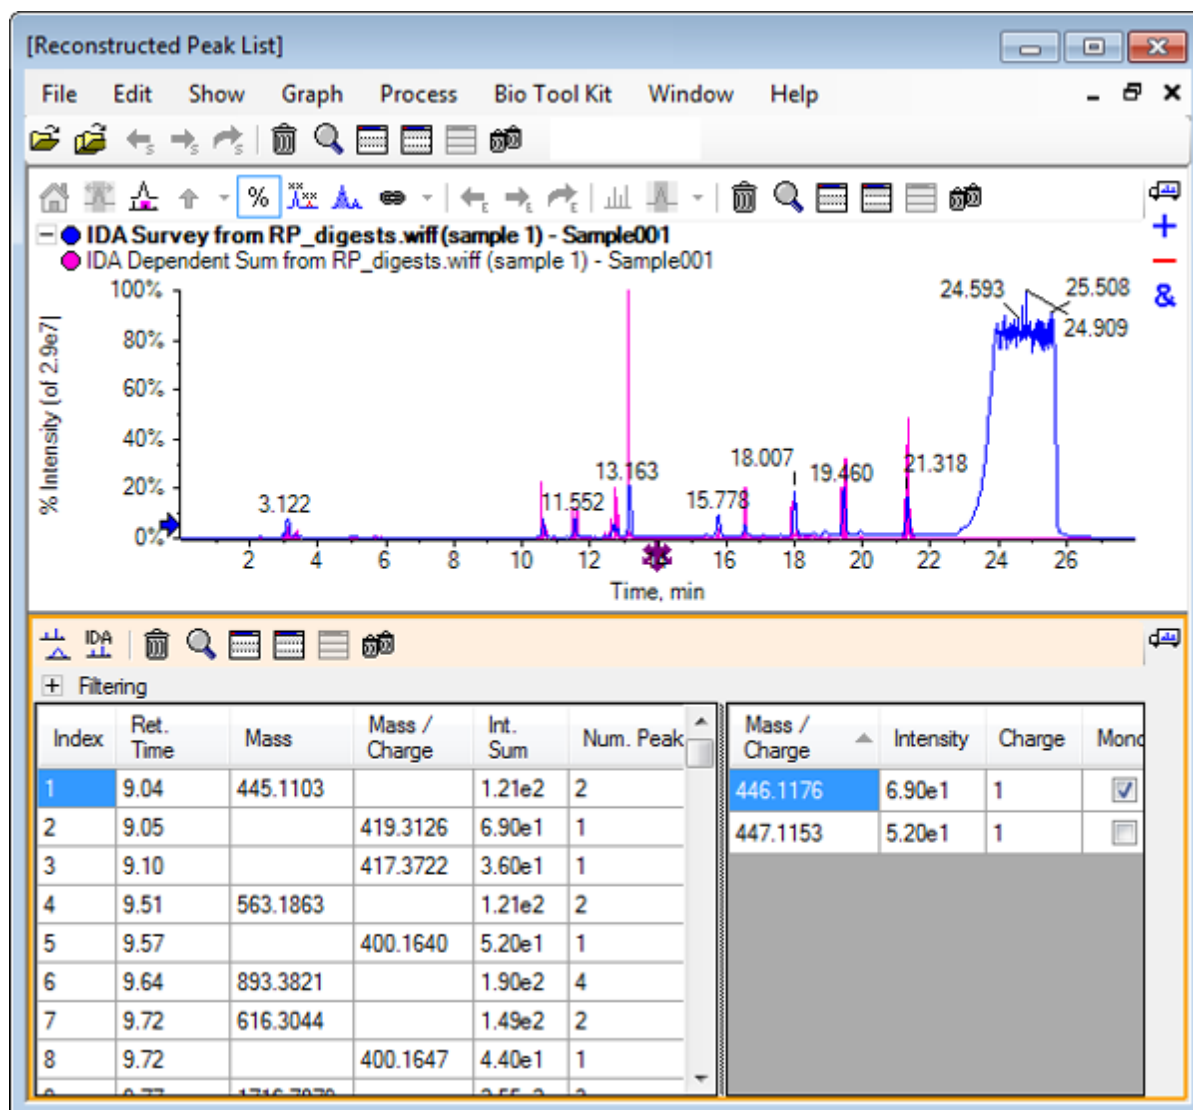 [Reconstructed Peak List]
File Edit Show Graph Process Bio Tool Kit Window Help
%
IDA Survey from RP_digests.wiff (sample 1) - Sample001
IDA Dependent Sum from RP_digests.wiff (sample 1) - Sample001
% Intensity (of 2.9e7)
100%
80%
60%
40%
20%
0%
24.593 25.508
24.909
3.122 11.552 13.163 15.778 18.007 19.460 21.318
2 4 6 8 10 12 16 18 20 22 24 26
Time, min
IDA
Filtering
Index Ret. Time Mass Mass / Charge Int. Sum Num. Peak
1 9.04 445.1103 1.21e2 2
2 9.05 419.3126 6.90e1 1
3 9.10 417.3722 3.60e1 1
4 9.51 563.1863 1.21e2 2
5 9.57 400.1640 5.20e1 1
6 9.64 893.3821 1.90e2 4
7 9.72 616.3044 1.49e2 2
8 9.72 400.1647 4.40e1 1
Mass / Charge Intensity Charge Mono
446.1176 6.90e1 1
447.1153 5.20e1 1